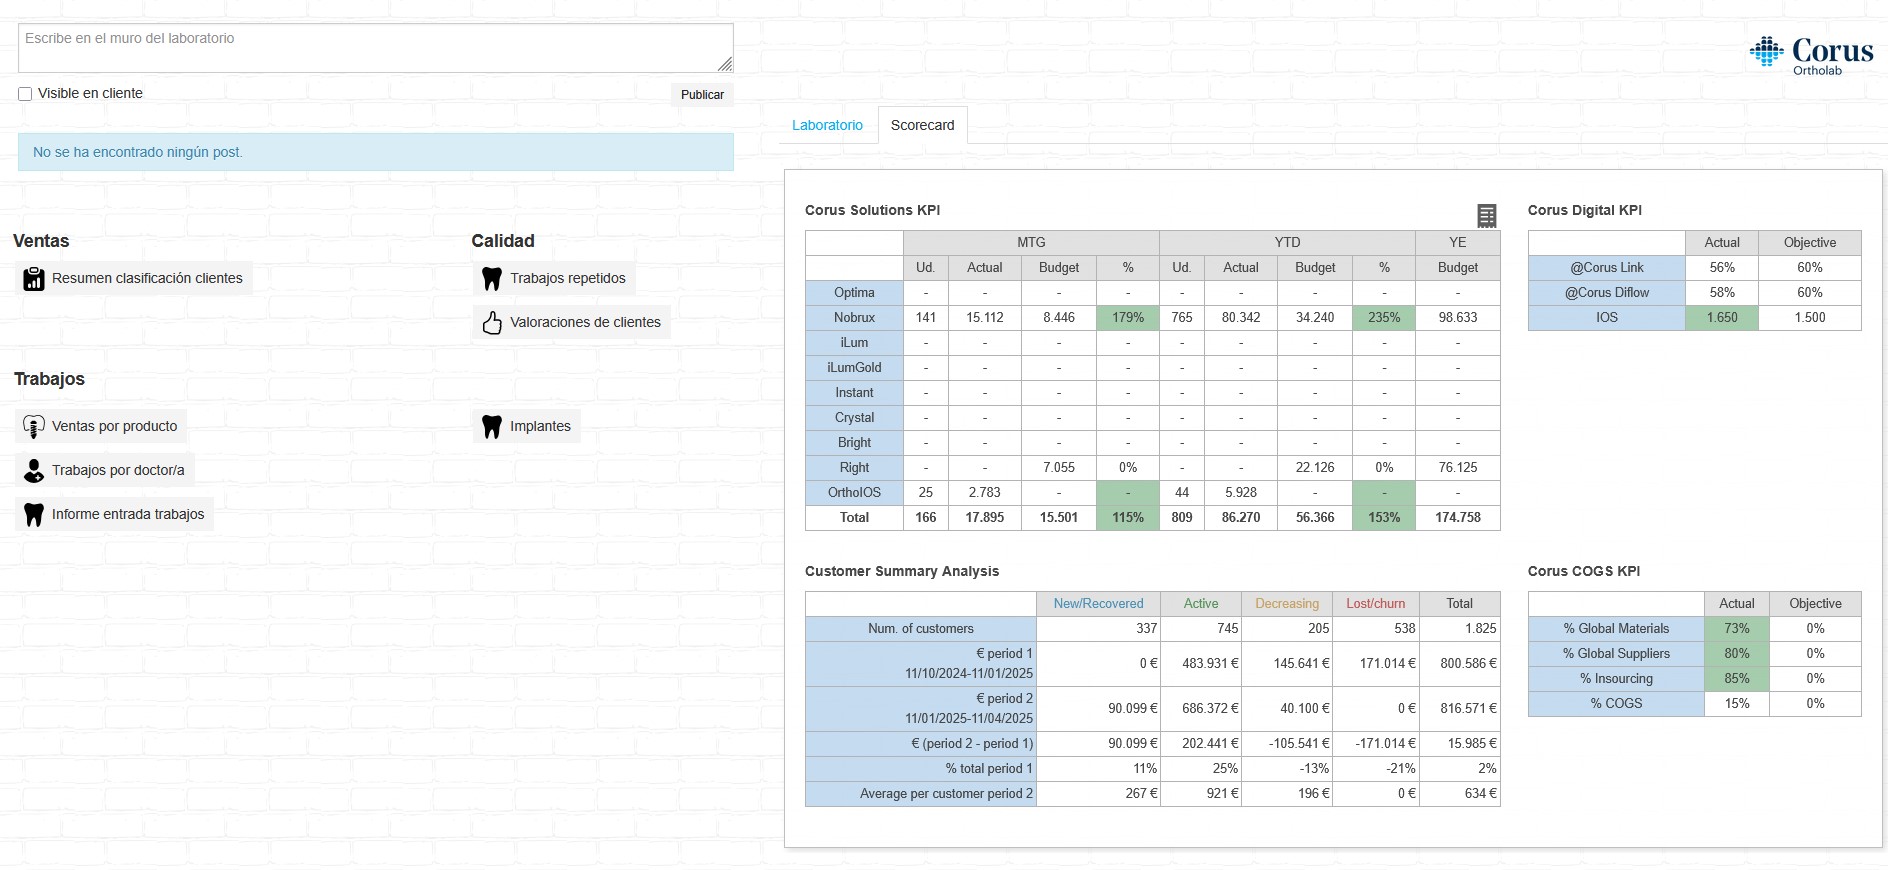 Escribe en el muro del laboratorio
Visible en cliente
Publicar
No se ha encontrado ningún post.
Ventas
Resumen clasificación clientes
Calidad
Trabajos repetidos
Valoraciones de clientes
Trabajos
Ventas por producto
Trabajos por doctor/a
Informe entrada trabajos
Implantes
Corus
Ortholab
Laboratorio Scorecard
Corus Solutions KPI
MTG YTD YE
Ud. Actual Budget % Ud. Actual Budget % Budget
Optima - - - - - - - - -
Nobrux 141 15.112 8.446 179% 765 80.342 34.240 235% 98.633
iLum - - - - - - - - -
iLumGold - - - - - - - - -
Instant - - - - - - - - -
Crystal - - - - - - - - -
Bright - - - - - - - - -
Right - - 7.055 0% - - 22.126 0% 76.125
OrthoIOS 25 2.783 - - 44 5.928 - - -
Total 166 17.895 15.501 115% 809 86.270 56.366 153% 174.758
Corus Digital KPI
Actual Objective
@Corus Link 56% 60%
@Corus Diflow 58% 60%
IOS 1.650 1.500
Customer Summary Analysis
New/Recovered Active Decreasing Lost/churn Total
Num. of customers 337 745 205 538 1.825
€ period 1
11/10/2024-11/01/2025 0 € 483.931 € 145.641 € 171.014 € 800.586 €
€ period 2
11/01/2025-11/04/2025 90.099 € 686.372 € 40.100 € 0 € 816.571 €
€ (period 2 - period 1) 90.099 € 202.441 € -105.541 € -171.014 € 15.985 €
% total period 1 11% 25% -13% -21% 2%
Average per customer period 2 267 € 921 € 196 € 0 € 634 €
Corus COGS KPI
Actual Objective
% Global Materials 73% 0%
% Global Suppliers 80% 0%
% Insourcing 85% 0%
% COGS 15% 0%